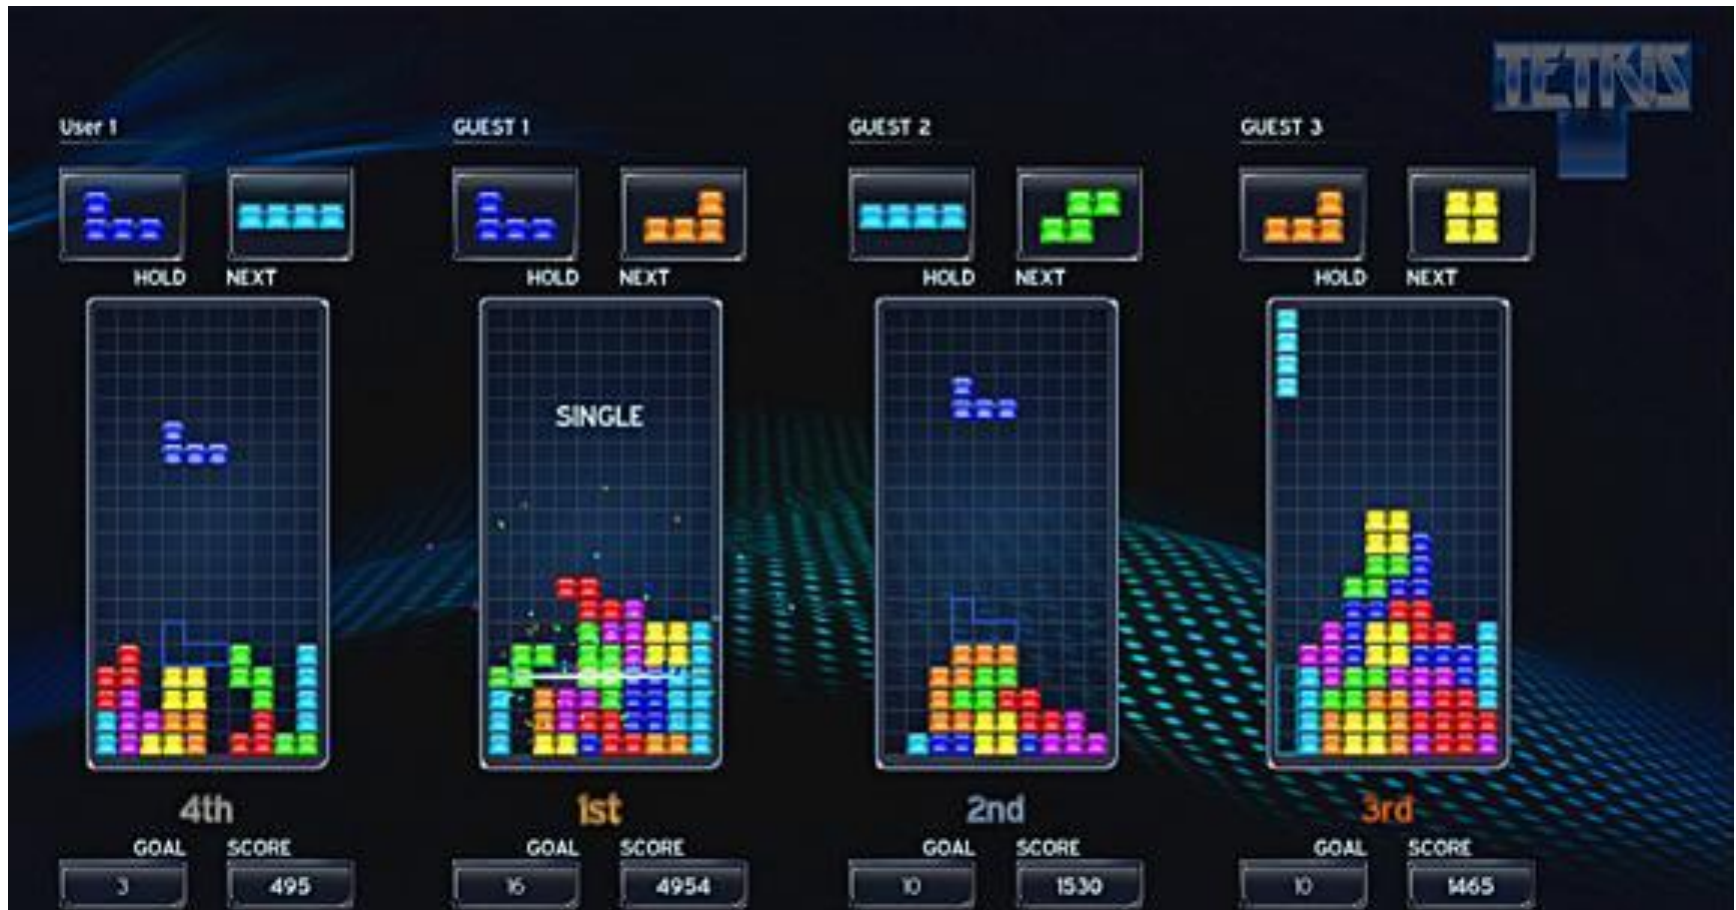 TETRIS
User 1
GUEST 1
GUEST 2
GUEST 3
HOLD NEXT
HOLD NEXT
HOLD NEXT
HOLD NEXT
SINGLE
4th
1st
2nd
3rd
GOAL SCORE
3 495
GOAL SCORE
16 4954
GOAL SCORE
10 1530
GOAL SCORE
10 1465